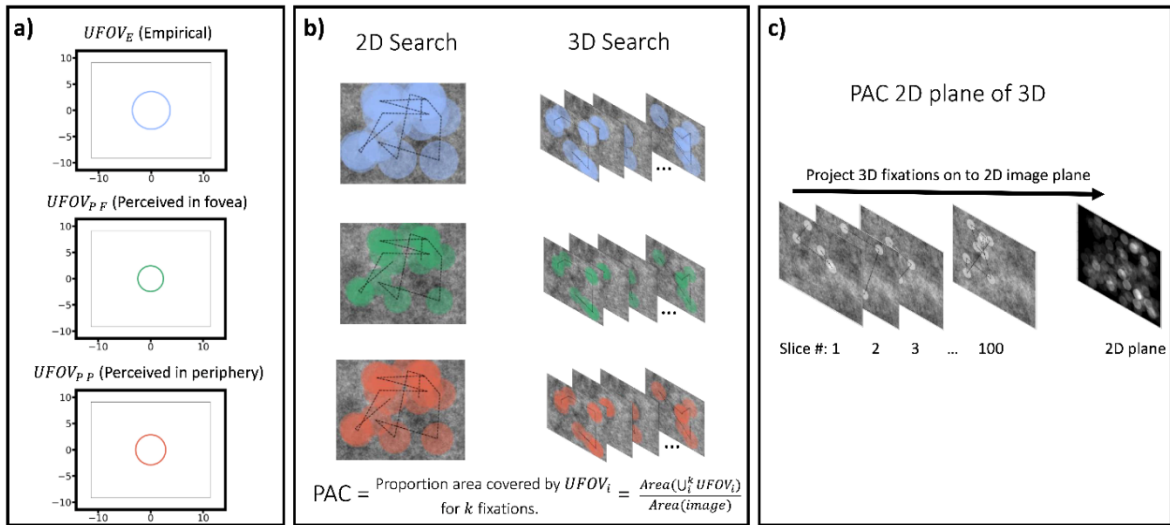 a)
UFOV_E (Empirical)
10
5
0
−5
−10
−10 0 10
UFOV_{P F} (Perceived in fovea)
10
5
0
−5
−10
−10 0 10
UFOV_{P P} (Perceived in periphery)
10
5
0
−5
−10
−10 0 10
b)
2D Search 3D Search
...
...
...
PAC = Proportion area covered by UFOV_i for k fixations. = Area(⋃_i^k UFOV_i) / Area(image)
c)
PAC 2D plane of 3D
Project 3D fixations on to 2D image plane
Slice #: 1 2 3 ... 100 2D plane